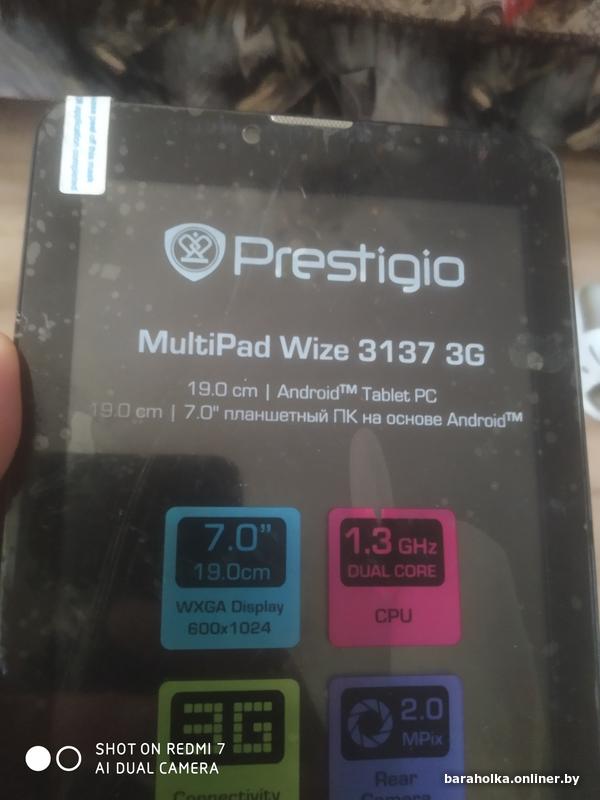 Prestigio
MultiPad Wize 3137 3G
19.0 cm | Android™ Tablet PC
19.0 cm | 7.0" планшетный ПК на основе Android™
7.0”
19.0cm
WXGA Display
600x1024
1.3 GHz
DUAL CORE
CPU
3G
Connectivity
2.0
MPix
Rear
Camera
SHOT ON REDMI 7
AI DUAL CAMERA
baraholka.onliner.by